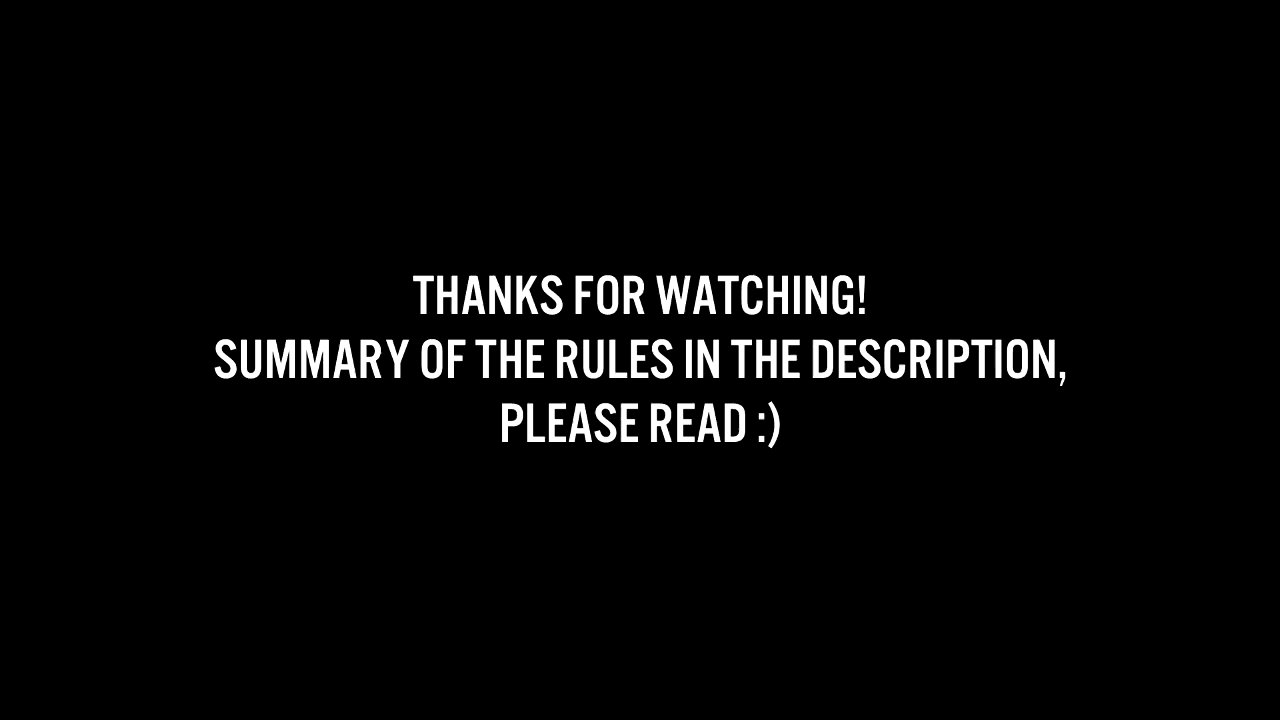 THANKS FOR WATCHING!
SUMMARY OF THE RULES IN THE DESCRIPTION,
PLEASE READ :)